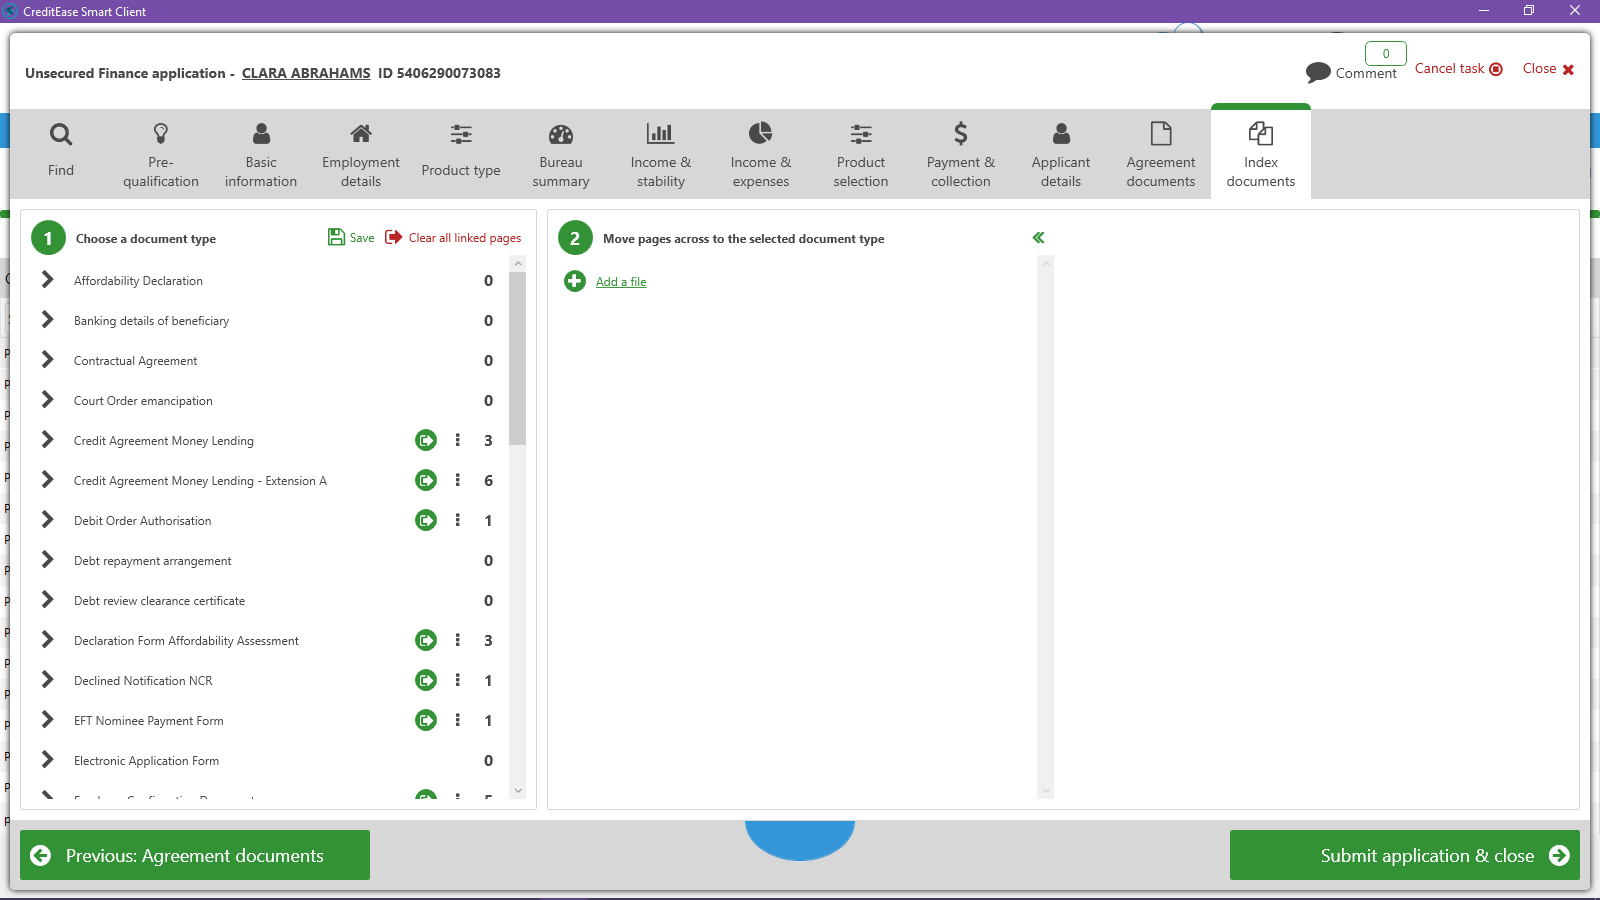 CreditEase Smart Client
Unsecured Finance application - CLARA ABRAHAMS ID 5406290073083
0
Comment
Cancel task
Close
Find
Pre-
qualification
Basic
information
Employment
details
Product type
Bureau
summary
Income &
stability
Income &
expenses
Product
selection
Payment &
collection
Applicant
details
Agreement
documents
Index
documents
1
Choose a document type
Save
Clear all linked pages
Affordability Declaration 0
Banking details of beneficiary 0
Contractual Agreement 0
Court Order emancipation 0
Credit Agreement Money Lending 3
Credit Agreement Money Lending - Extension A 6
Debit Order Authorisation 1
Debt repayment arrangement 0
Debt review clearance certificate 0
Declaration Form Affordability Assessment 3
Declined Notification NCR 1
EFT Nominee Payment Form 1
Electronic Application Form 0
2
Move pages across to the selected document type
Add a file
Previous: Agreement documents
Submit application & close